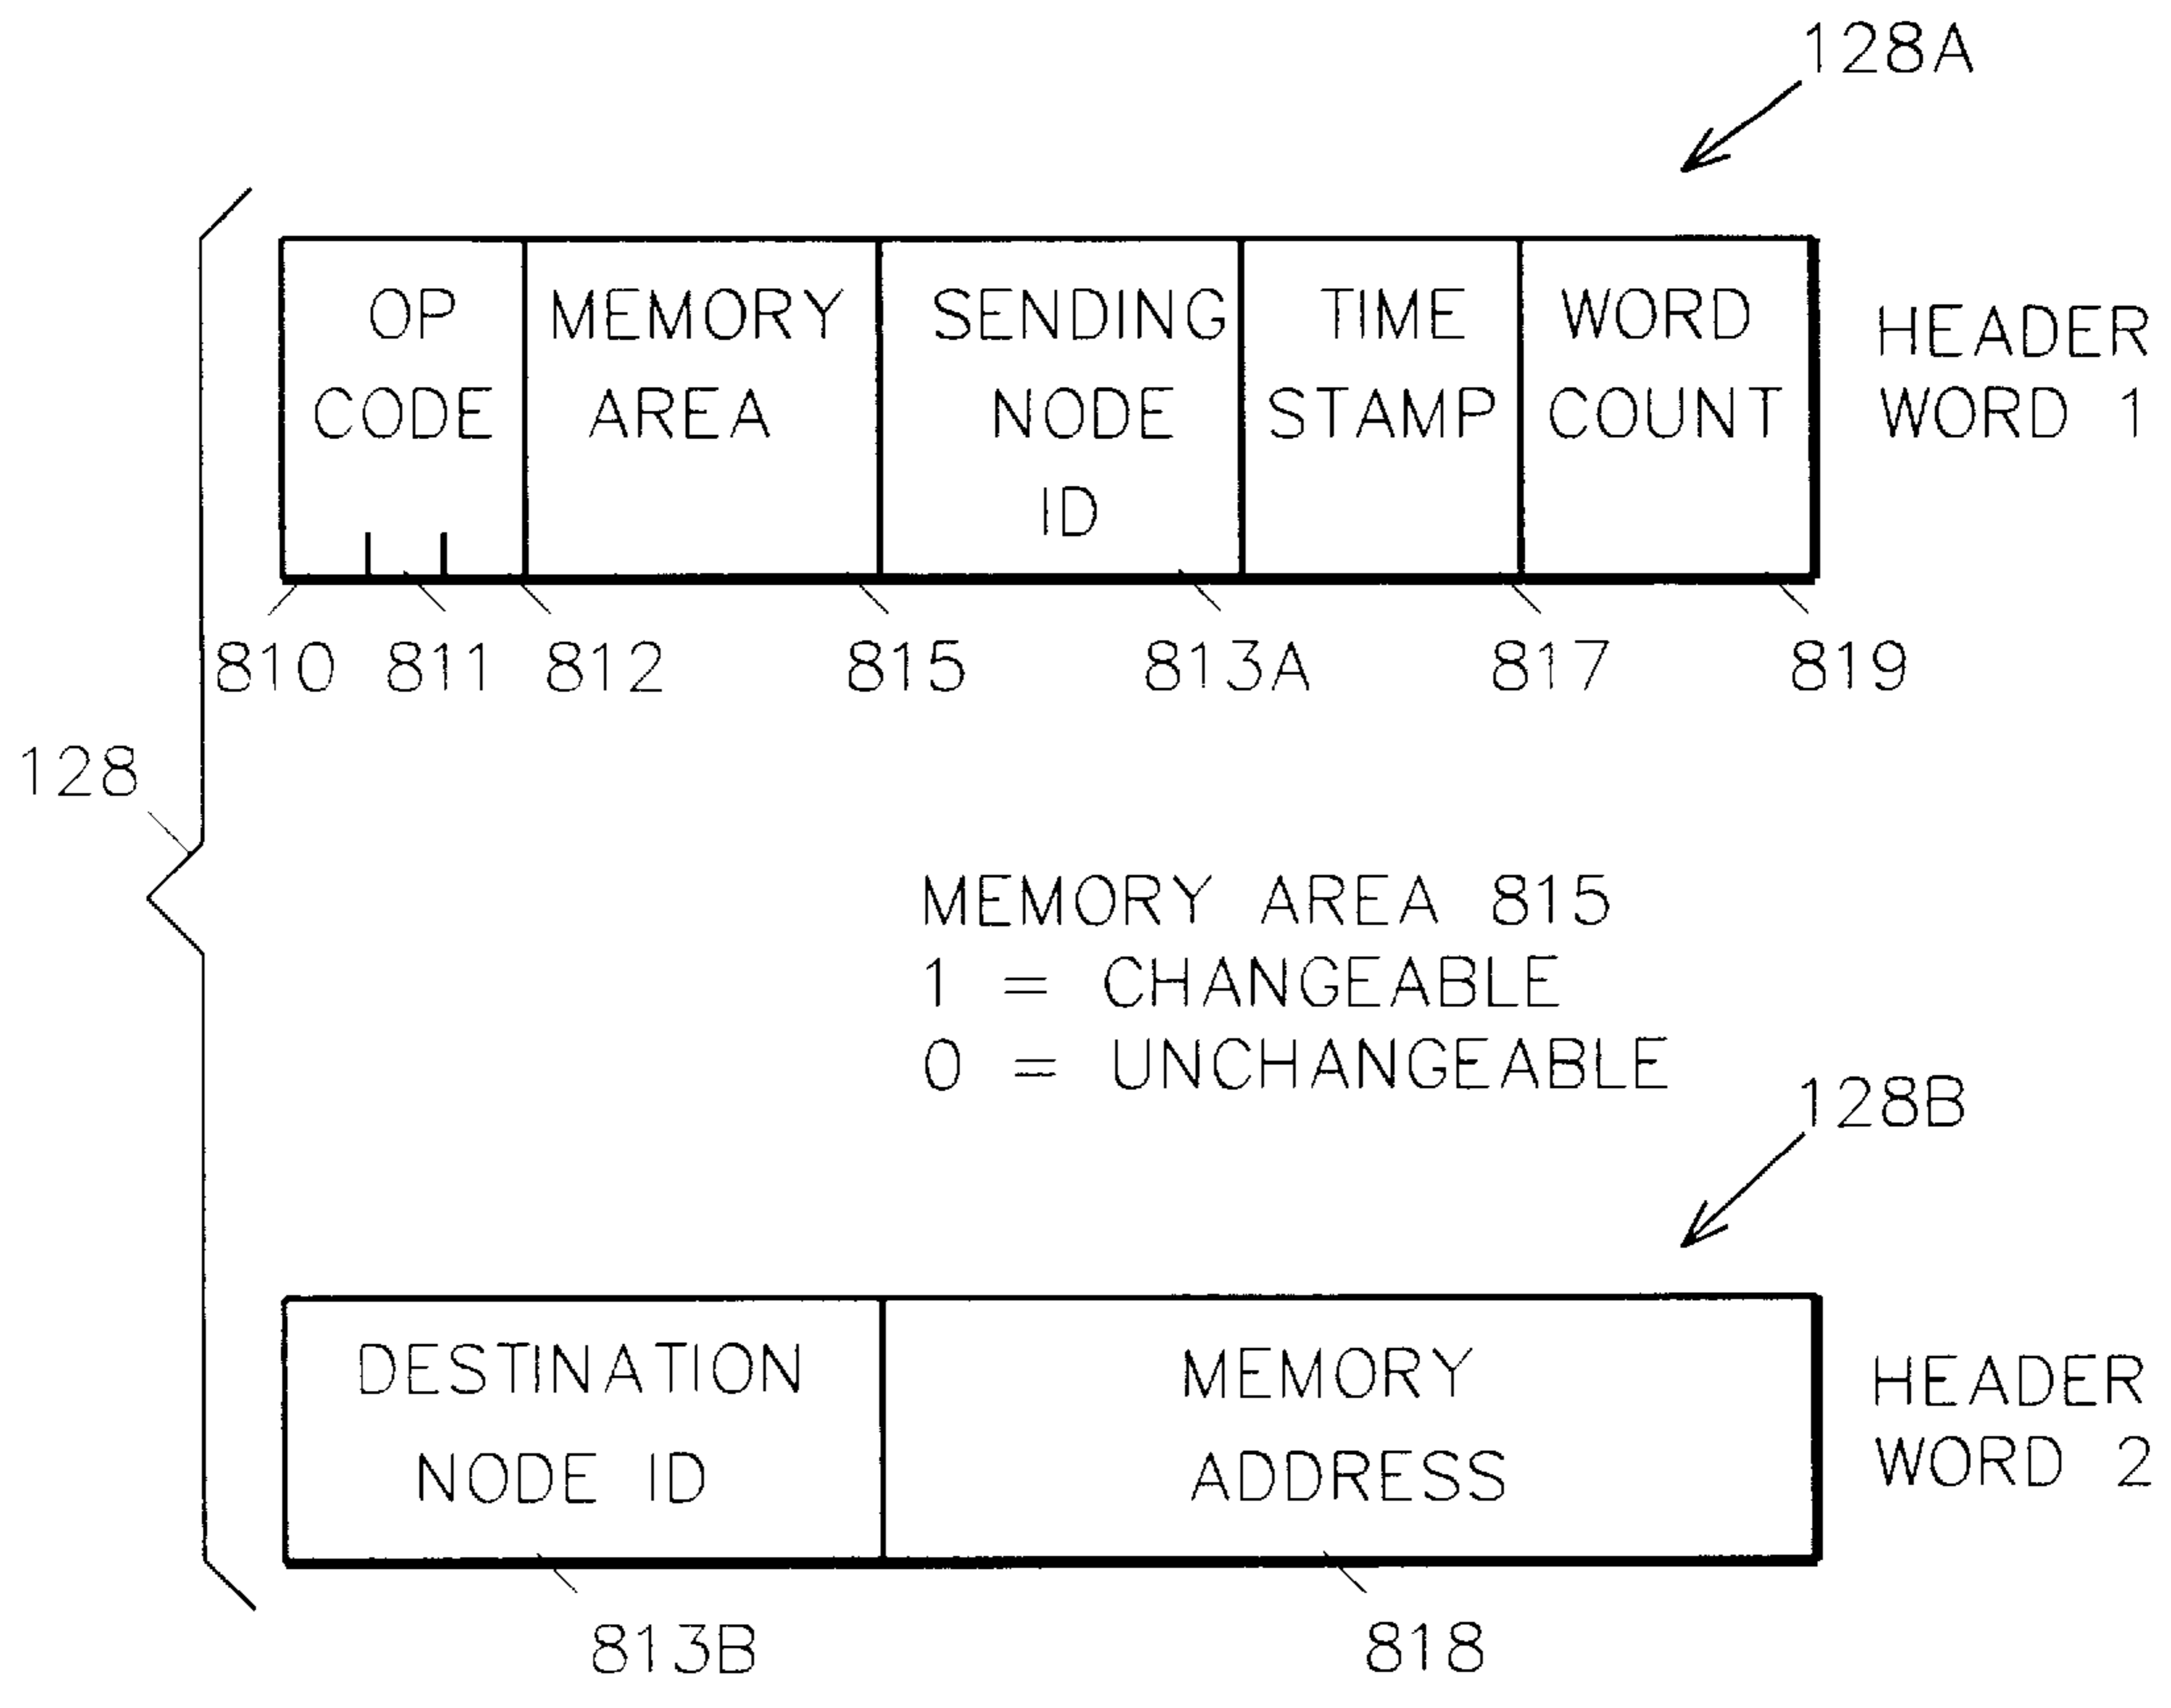 128A
OP CODE
MEMORY AREA
SENDING NODE ID
TIME STAMP
WORD COUNT
HEADER WORD 1
810 811 812 815 813A 817 819
128
MEMORY AREA 815
1 = CHANGEABLE
0 = UNCHANGEABLE
128B
DESTINATION NODE ID
MEMORY ADDRESS
HEADER WORD 2
813B 818